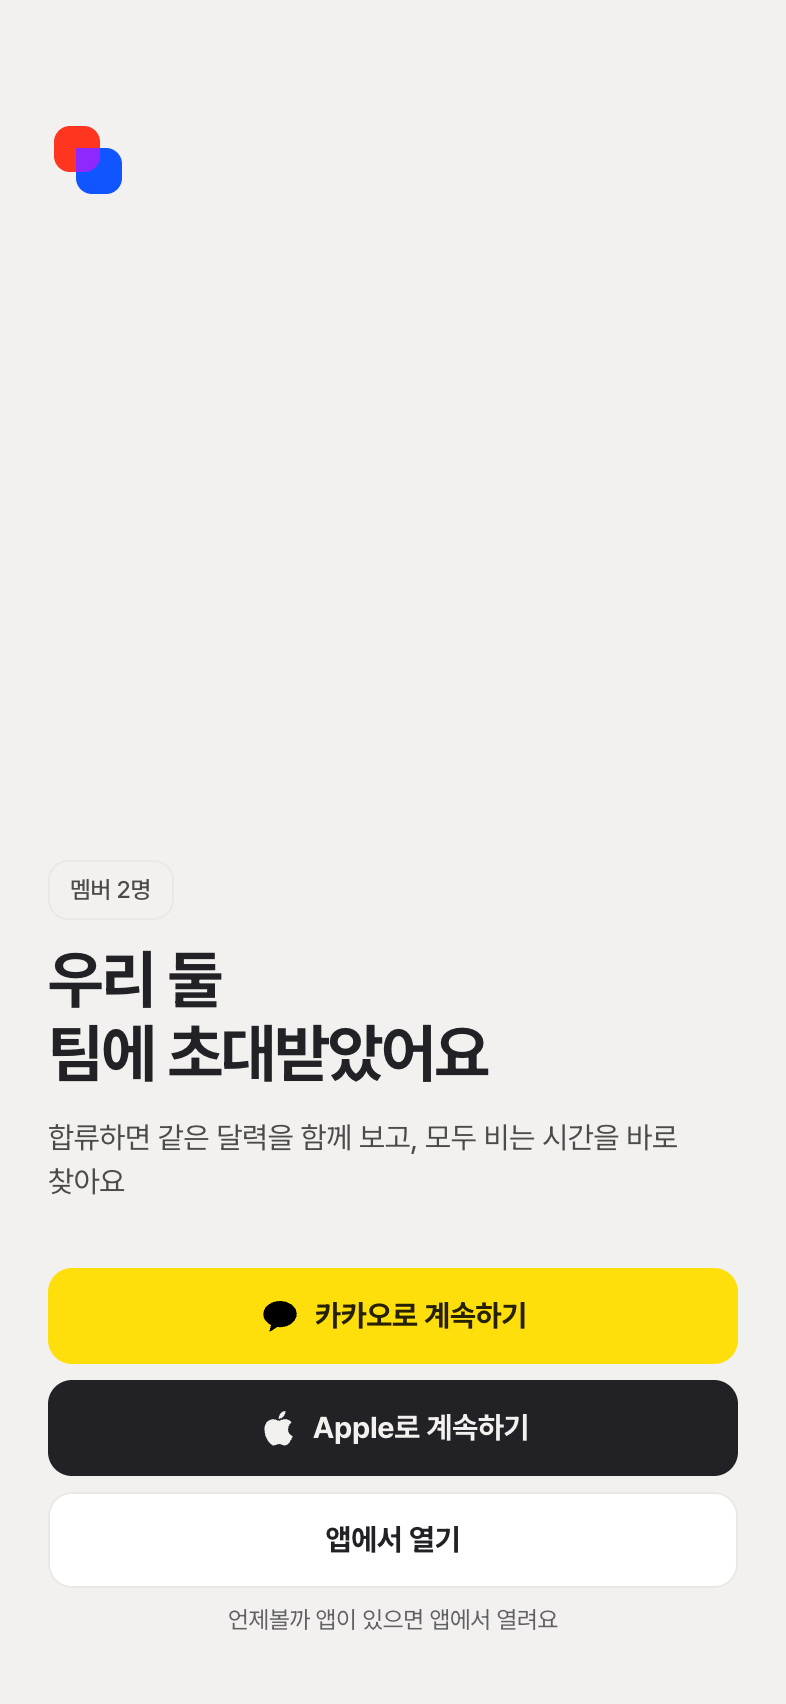 멤버 2명
우리 둘
팀에 초대받았어요
합류하면 같은 달력을 함께 보고, 모두 비는 시간을 바로
찾아요
카카오로 계속하기
Apple로 계속하기
앱에서 열기
언제볼까 앱이 있으면 앱에서 열려요